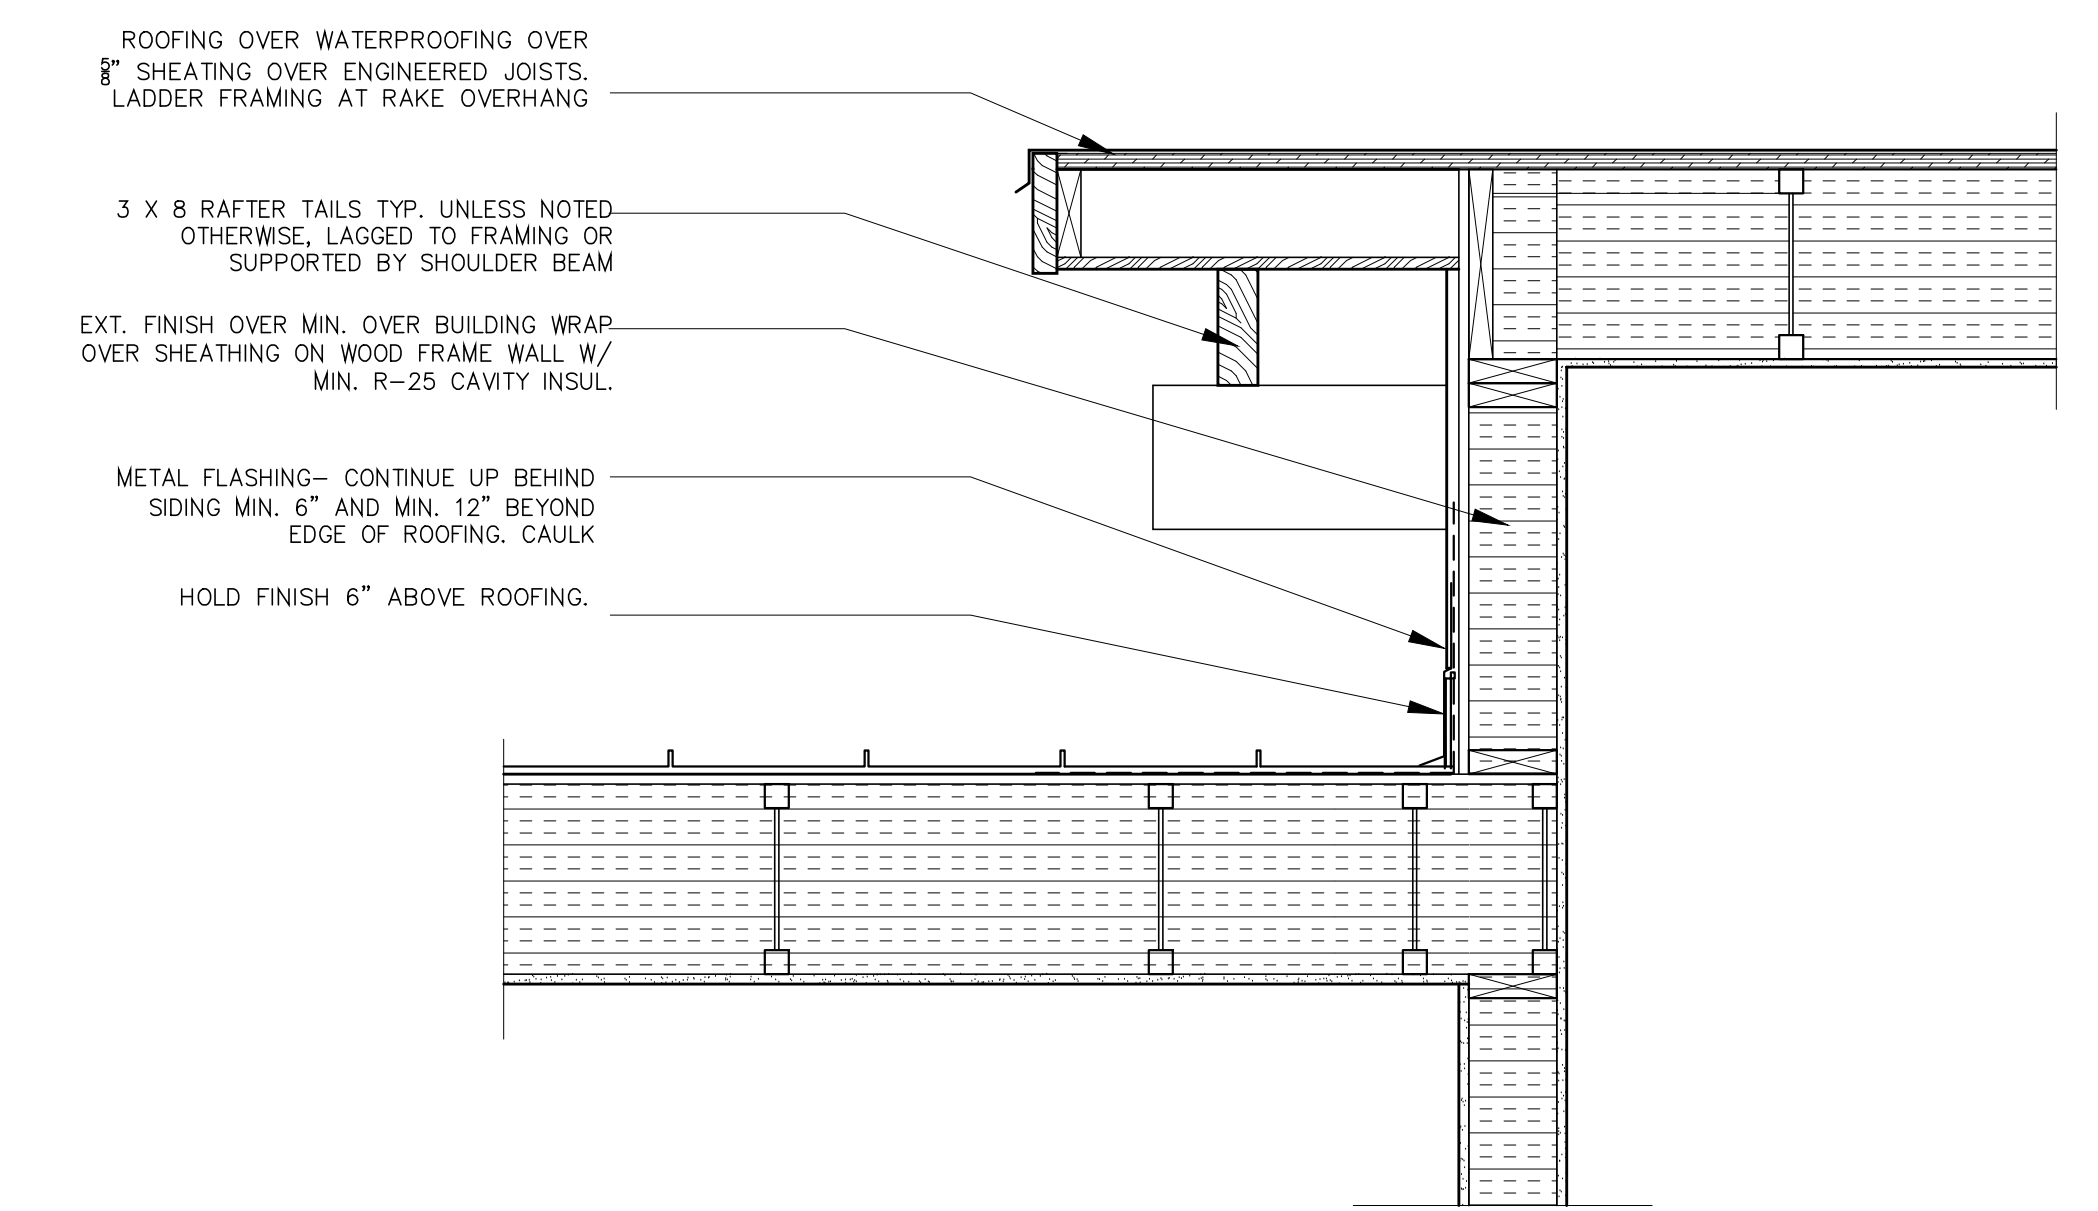 ROOFING OVER WATERPROOFING OVER
5/8" SHEATING OVER ENGINEERED JOISTS.
LADDER FRAMING AT RAKE OVERHANG
3 X 8 RAFTER TAILS TYP. UNLESS NOTED
OTHERWISE, LAGGED TO FRAMING OR
SUPPORTED BY SHOULDER BEAM
EXT. FINISH OVER MIN. OVER BUILDING WRAP
OVER SHEATHING ON WOOD FRAME WALL W/
MIN. R-25 CAVITY INSUL.
METAL FLASHING- CONTINUE UP BEHIND
SIDING MIN. 6" AND MIN. 12" BEYOND
EDGE OF ROOFING. CAULK
HOLD FINISH 6" ABOVE ROOFING.